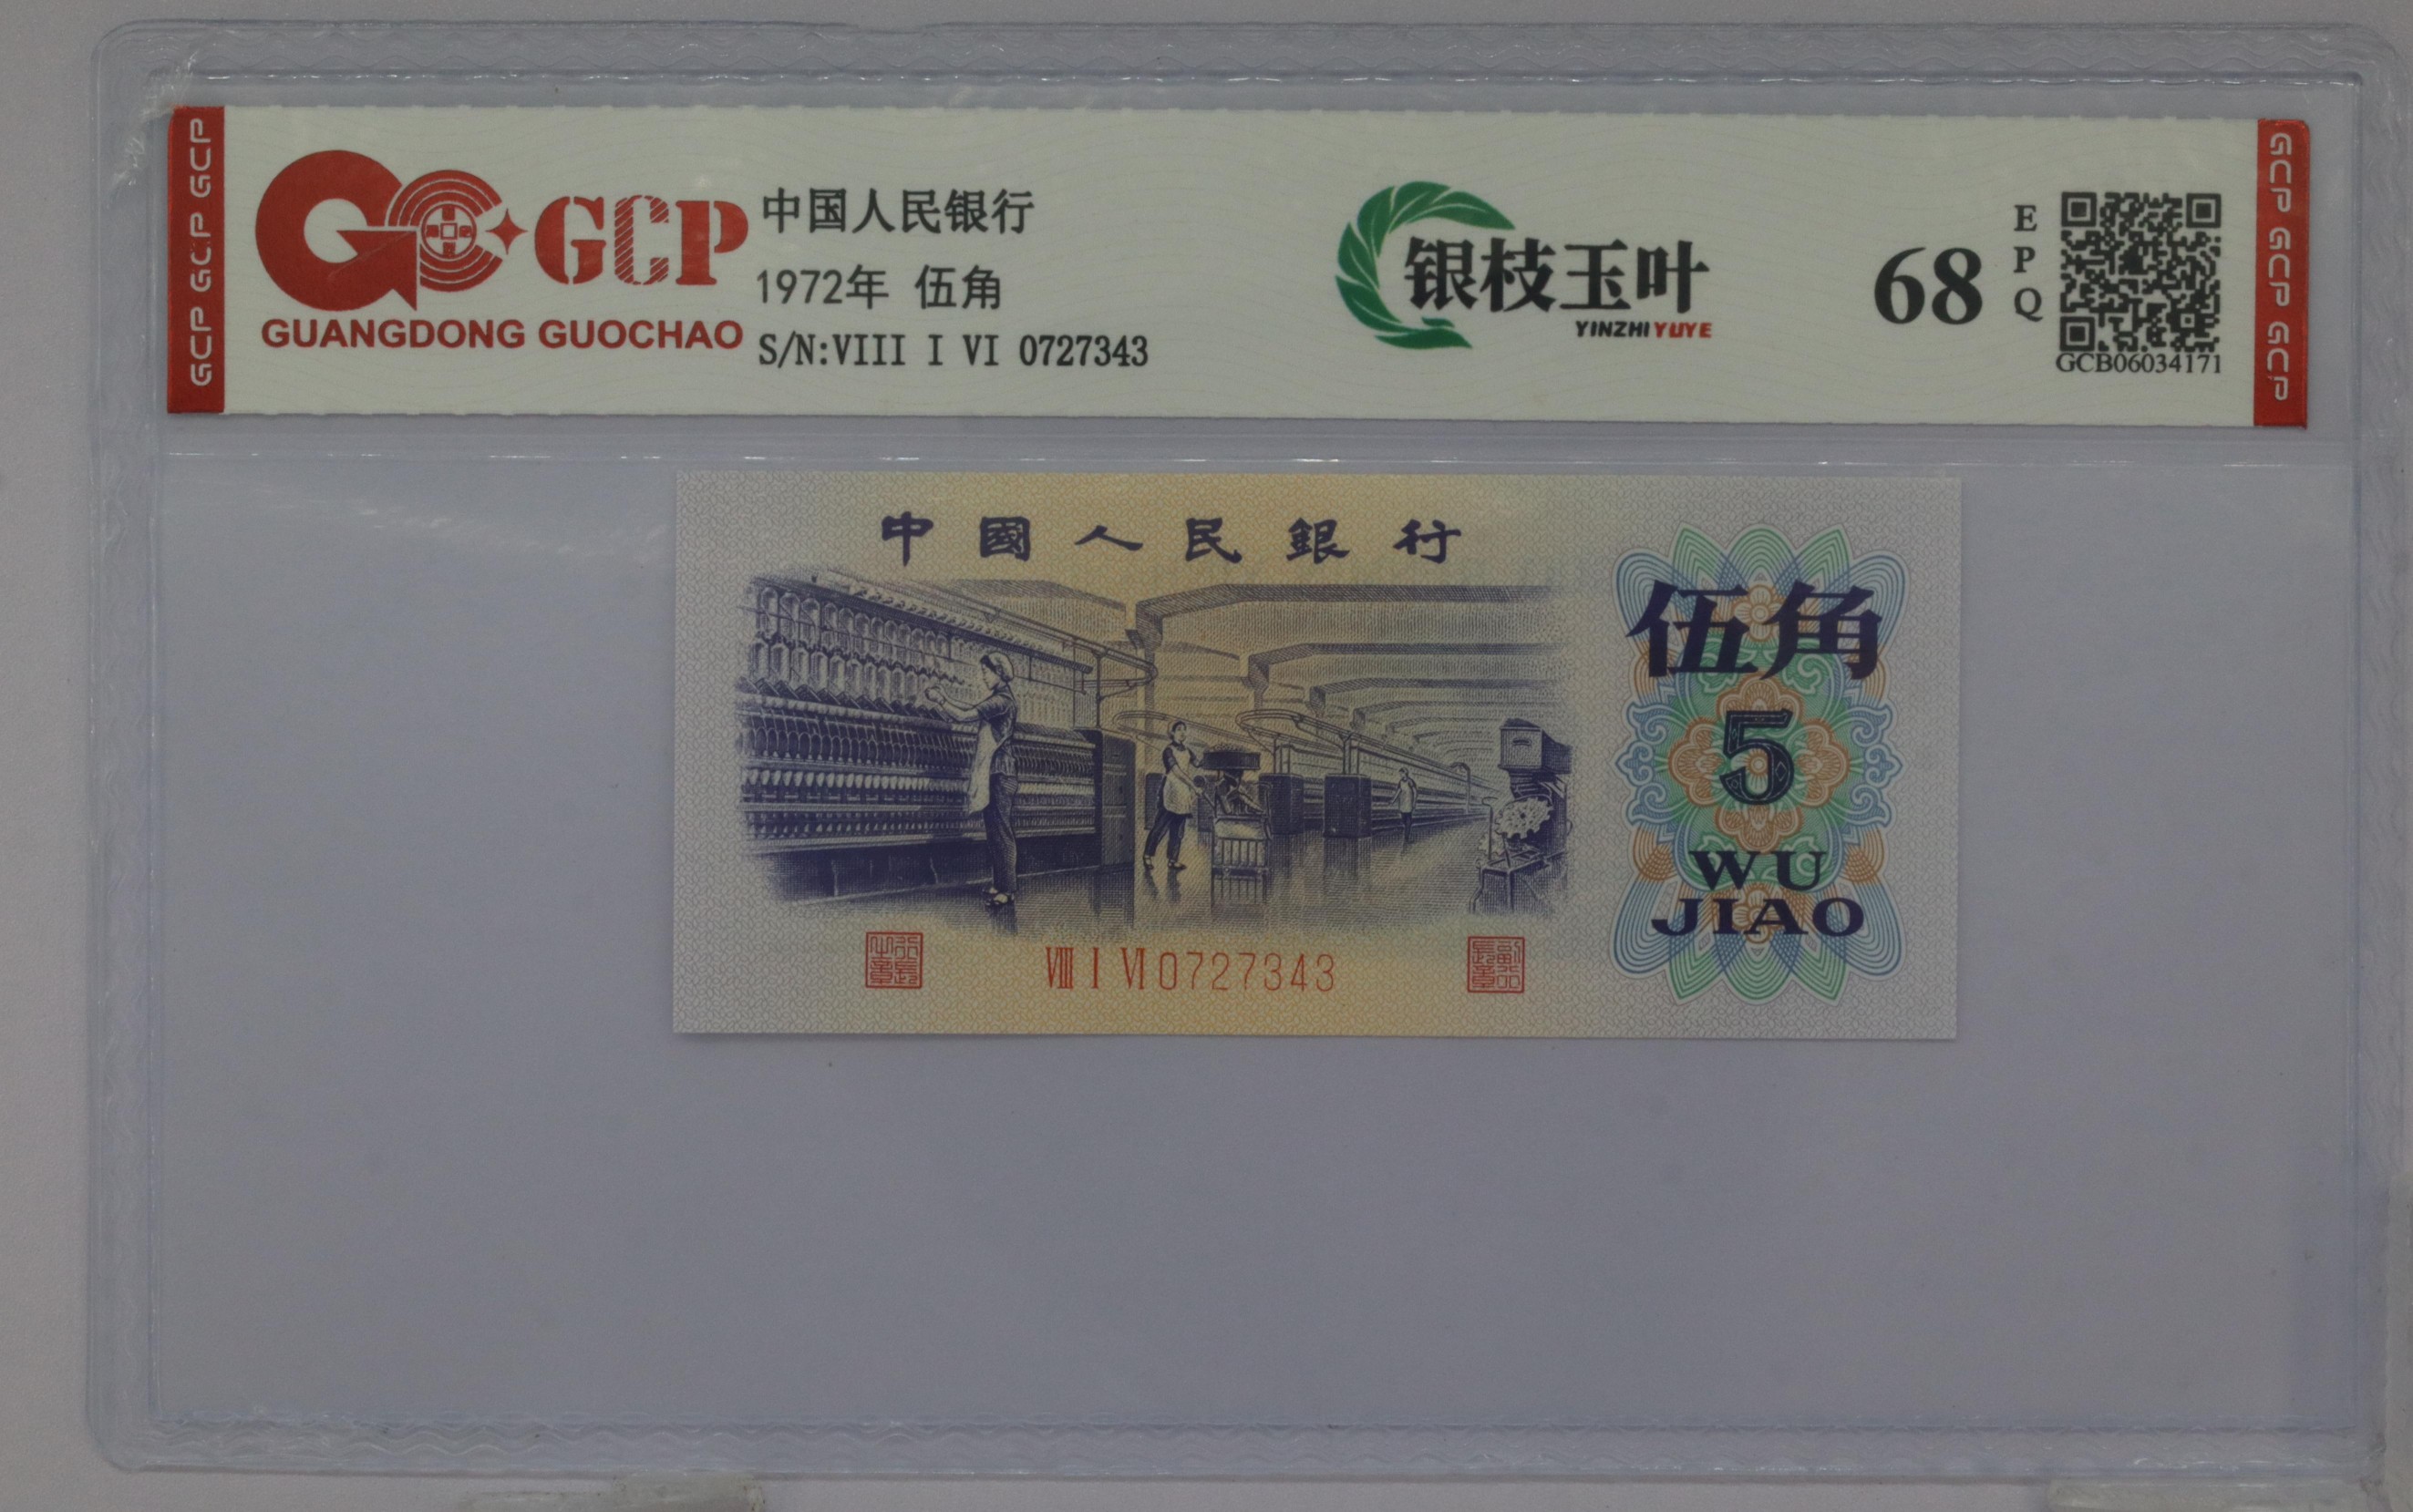 GCP GCP GCP
GCP
GUANGDONG GUOCHAO
中国人民银行
1972年 伍角
S/N:VIII I VI 0727343
银枝玉叶
YINZHIYUYE
68
EPQ
GCB06034171
GCP GCP GCP
中國人民銀行
伍角
5
WU
JIAO
VIII I VI 0727343